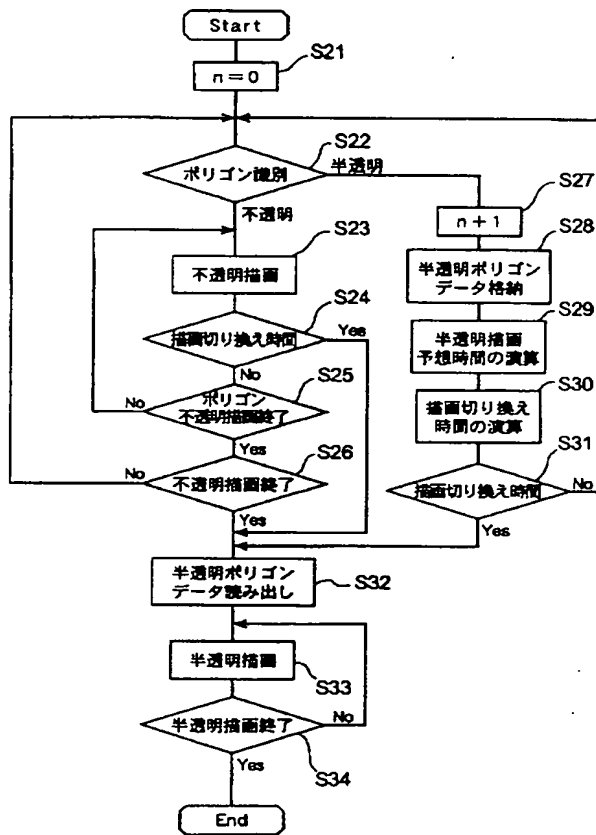 Start
S21
n=0
S22
ポリゴン識別
半透明
不透明
S27
n+1
S23
不透明描画
S28
半透明ポリゴン
データ格納
S24
描画切り換え時間
Yes
No
S29
半透明描画
予想時間の演算
S25
ポリゴン
不透明描画終了
No
Yes
S30
描画切り換え
時間の演算
S26
不透明描画終了
No
Yes
S31
描画切り換え時間
No
Yes
半透明ポリゴン
データ読み出し
S32
半透明描画
S33
半透明描画終了
No
S34
Yes
End